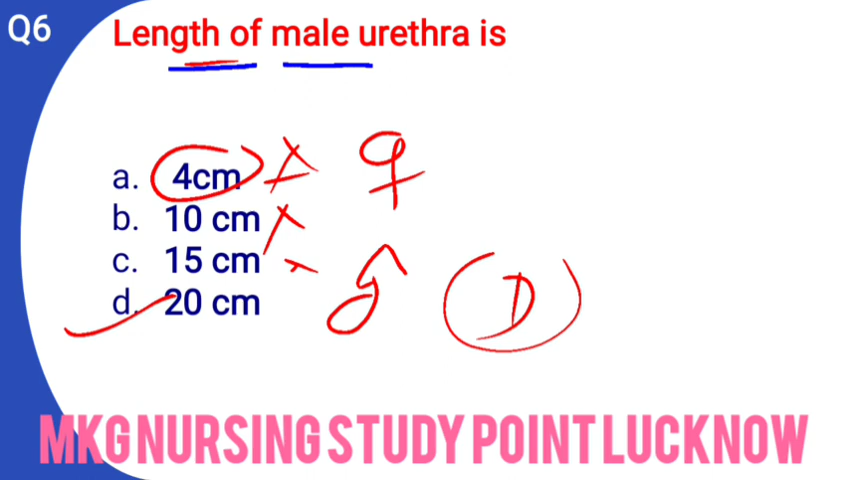 Q6
Length of male urethra is
a. 4cm
b. 10 cm
c. 15 cm
d. 20 cm
D
MKG NURSING STUDY POINT LUCKNOW